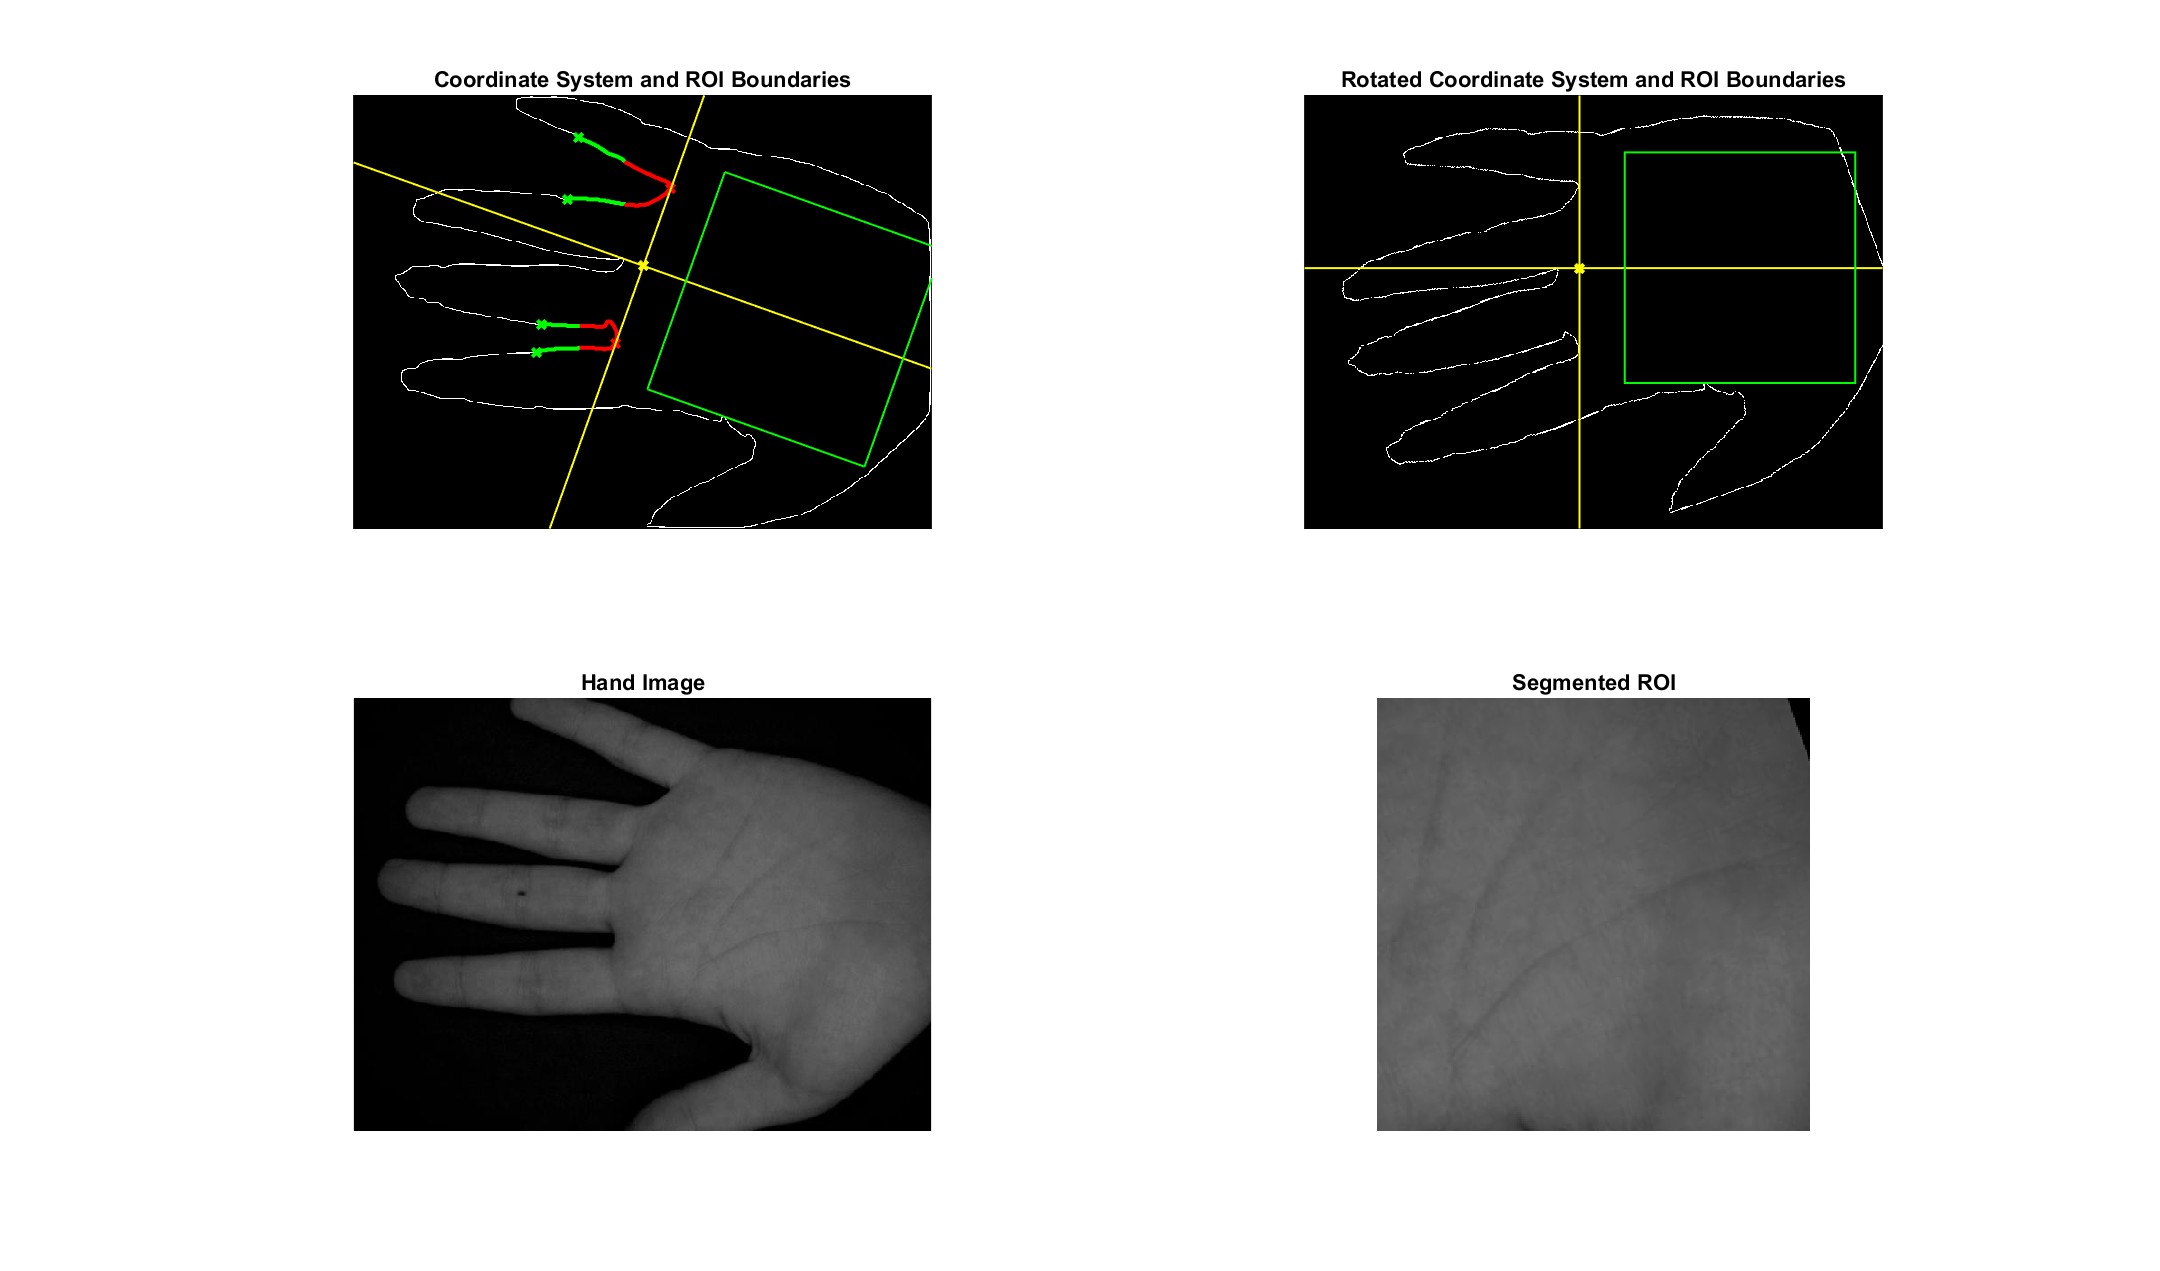 Coordinate System and ROI Boundaries
Rotated Coordinate System and ROI Boundaries
Hand Image
Segmented ROI